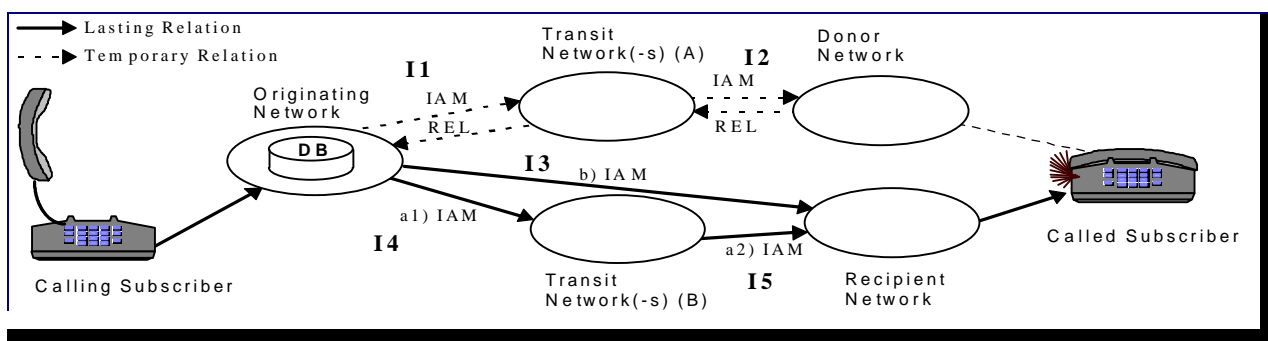 Lasting Relation
Temporary Relation
Transit
Network(-s) (A)
Donor
Network
I1
I2
Originating
Network
IAM
REL
IAM
REL
DB
I3
b) IAM
a1) IAM
I4
a2) IAM
I5
Calling Subscriber
Called Subscriber
Transit
Network(-s) (B)
Recipient
Network